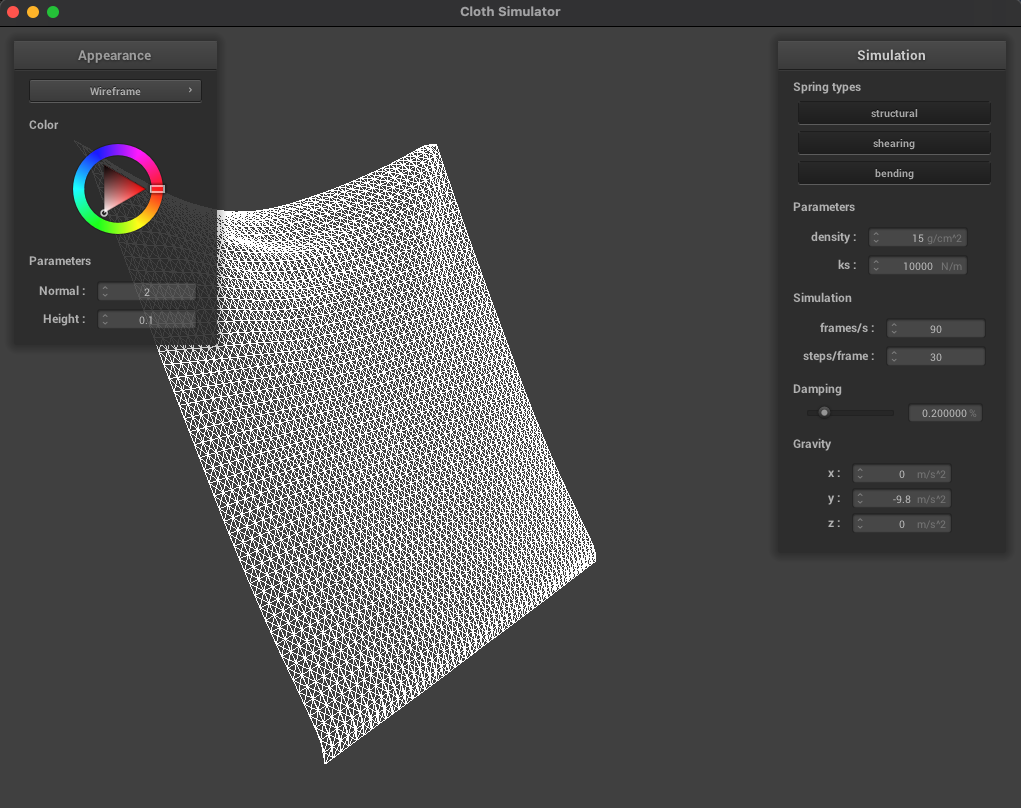 Cloth Simulator
Appearance
Wireframe
Color
Parameters
Normal : 2
Height : 0.1
Simulation
Spring types
structural
shearing
bending
Parameters
density : 15 g/cm^2
ks : 10000 N/m
Simulation
frames/s : 90
steps/frame : 30
Damping
0.200000 %
Gravity
x : 0 m/s^2
y : -9.8 m/s^2
z : 0 m/s^2